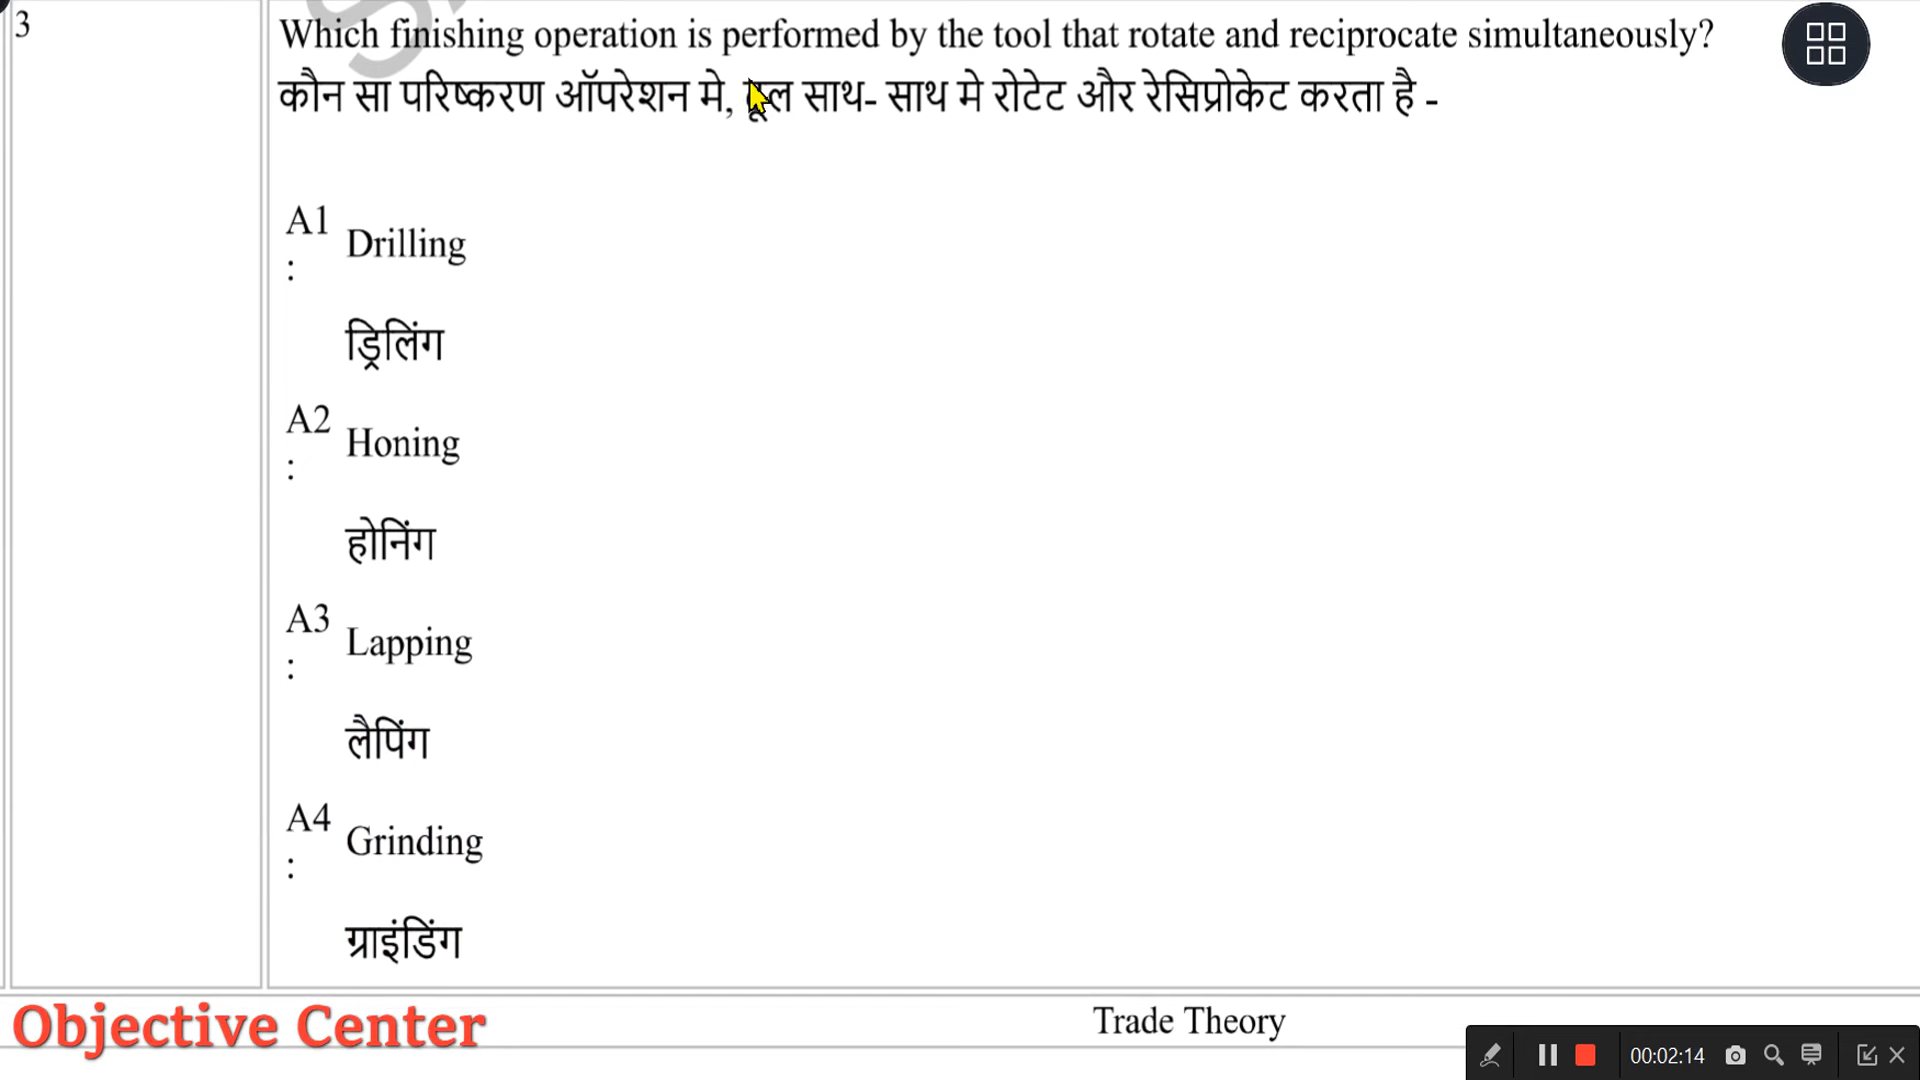 3
Which finishing operation is performed by the tool that rotate and reciprocate simultaneously?
कौन सा परिष्करण ऑपरेशन मे, टूल साथ- साथ मे रोटेट और रेसिप्रोकेट करता है -
A1
: Drilling
ड्रिलिंग
A2
: Honing
होनिंग
A3
: Lapping
लैपिंग
A4
: Grinding
ग्राइंडिंग
Objective Center
Trade Theory
00:02:14